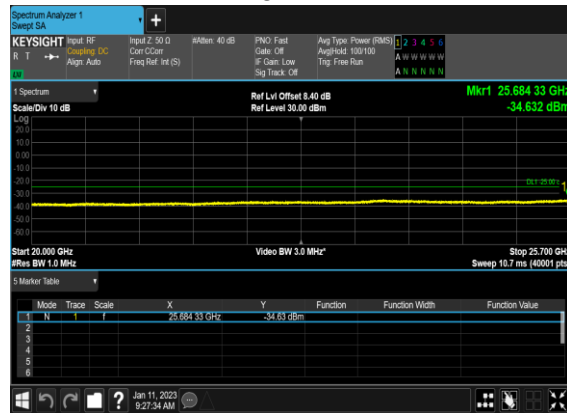 Spectrum Analyzer 1
Swept SA
+
KEYSIGHT Input: RF Input Z: 50 Ω #Atten: 40 dB PNO: Fast Avg Type: Power (RMS) 1 2 3 4 5 6
R T Coupling: DC Corr CCorr Gate: Off Avg|Hold: 100/100 A W W W W W
Align: Auto Freq Ref: Int (S) IF Gain: Low Trig: Free Run
Sig Track: Off A N N N N N
1 Spectrum
Scale/Div 10 dB
Ref Lvl Offset 8.40 dB
Ref Level 30.00 dBm
Mkr1 25.684 33 GHz
-34.632 dBm
Log
20.0
10.0
0.00
-10.0
-20.0
DL1 -25.00
1
-30.0
-40.0
-50.0
-60.0
Start 20.000 GHz Video BW 3.0 MHz* Stop 25.700 GHz
#Res BW 1.0 MHz Sweep 10.7 ms (40001 pts
5 Marker Table
Mode Trace Scale X Y Function Function Width Function Value
1 N 1 f 25.684 33 GHz -34.63 dBm
2
3
4
5
6
? Jan 11, 2023
9:27:34 AM